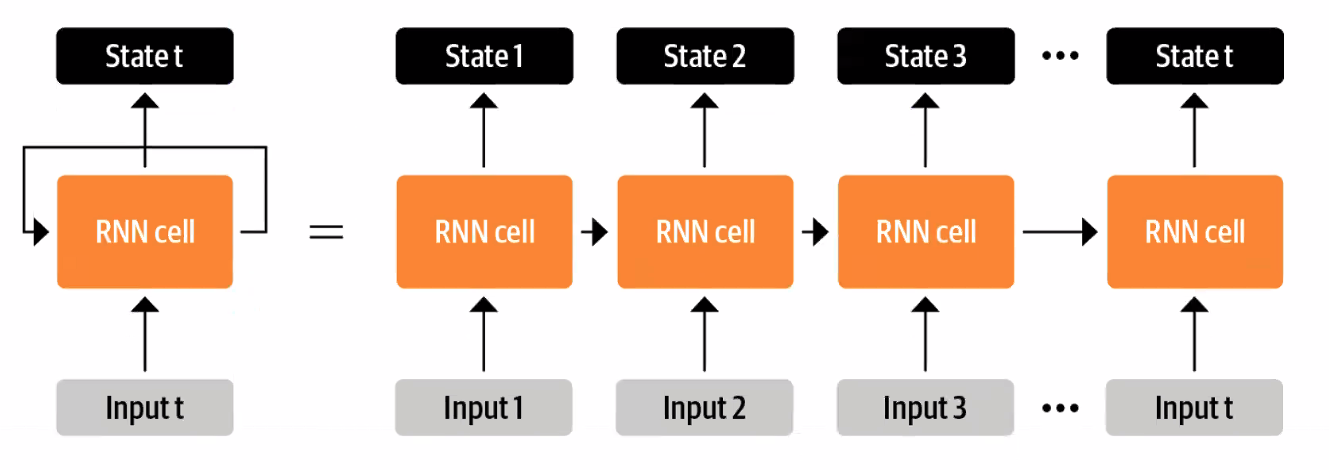 State t
State 1
State 2
State 3
...
State t
RNN cell
=
RNN cell
RNN cell
RNN cell
RNN cell
Input t
Input 1
Input 2
Input 3
...
Input t